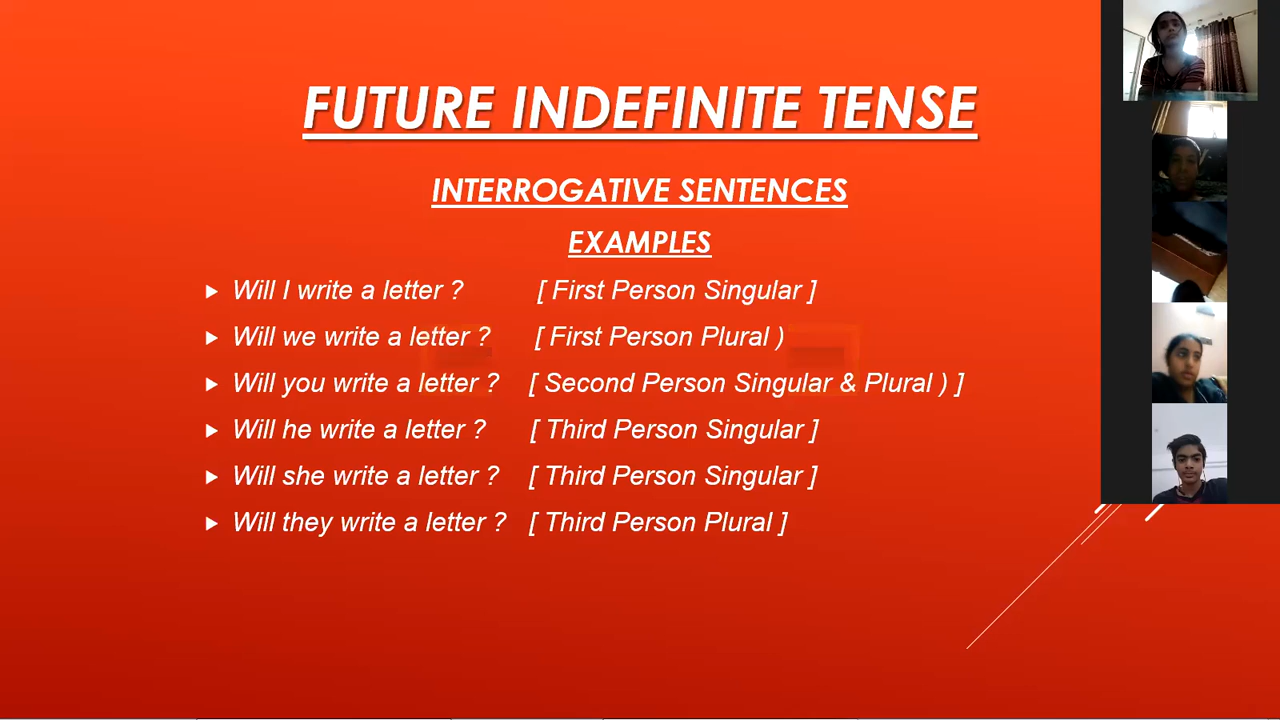 FUTURE INDEFINITE TENSE
INTERROGATIVE SENTENCES
EXAMPLES
Will I write a letter ? [ First Person Singular ]
Will we write a letter ? [ First Person Plural )
Will you write a letter ? [ Second Person Singular & Plural ) ]
Will he write a letter ? [ Third Person Singular ]
Will she write a letter ? [ Third Person Singular ]
Will they write a letter ? [ Third Person Plural ]